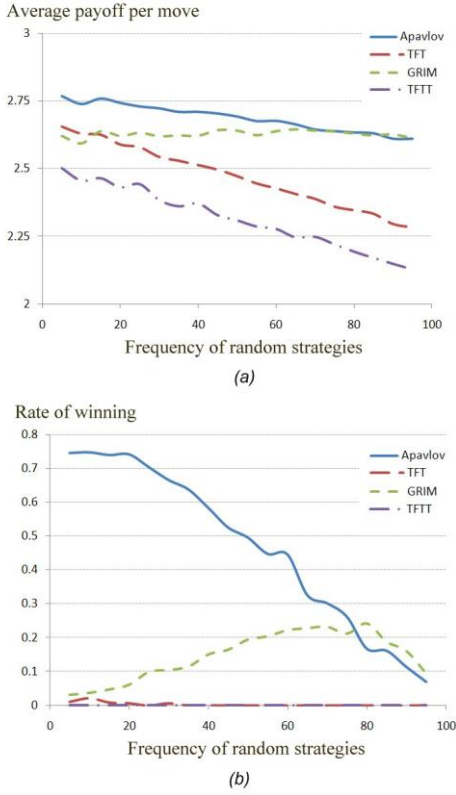 Average payoff per move
3
2.75
2.5
2.25
2
0 20 40 60 80 100
Apavlov
TFT
GRIM
TFTT
Frequency of random strategies
(a)
Rate of winning
0.8
0.7
0.6
0.5
0.4
0.3
0.2
0.1
0
0 20 40 60 80 100
Apavlov
TFT
GRIM
TFTT
Frequency of random strategies
(b)